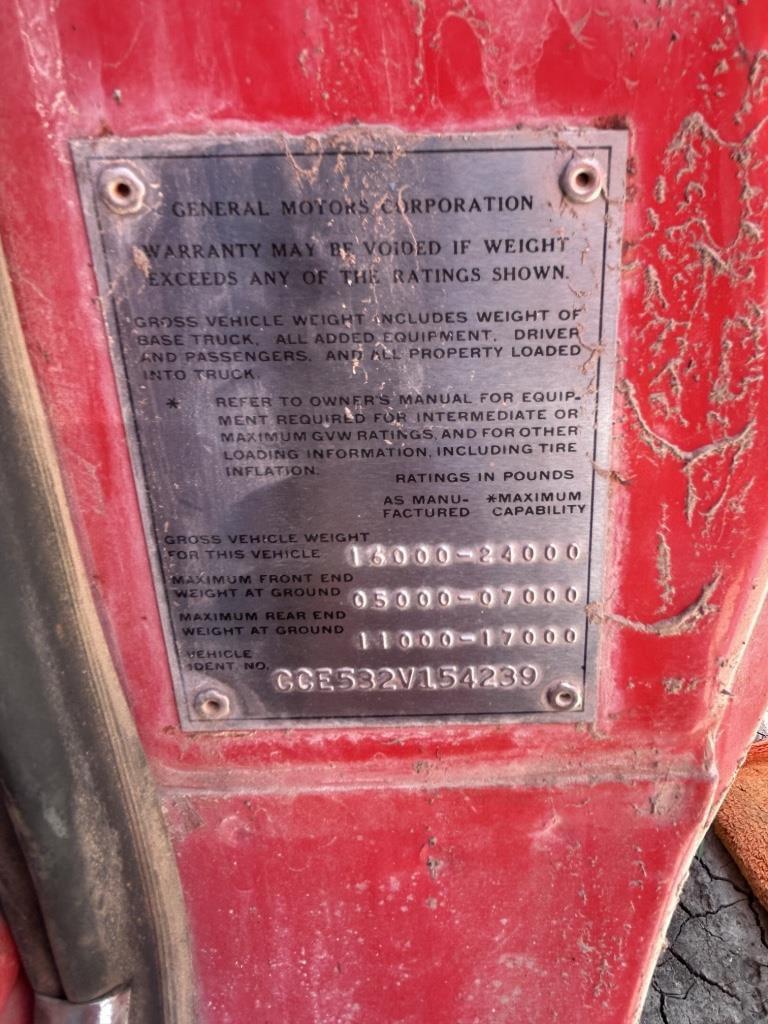 GENERAL MOTORS CORPORATION
WARRANTY MAY BE VOIDED IF WEIGHT
EXCEEDS ANY OF THE RATINGS SHOWN.
GROSS VEHICLE WEIGHT INCLUDES WEIGHT OF
BASE TRUCK, ALL ADDED EQUIPMENT, DRIVER
AND PASSENGERS, AND ALL PROPERTY LOADED
INTO TRUCK.
* REFER TO OWNER'S MANUAL FOR EQUIP-
MENT REQUIRED FOR INTERMEDIATE OR
MAXIMUM GVW RATINGS, AND FOR OTHER
LOADING INFORMATION, INCLUDING TIRE
INFLATION.
RATINGS IN POUNDS
AS MANU- *MAXIMUM
FACTURED CAPABILITY
GROSS VEHICLE WEIGHT
FOR THIS VEHICLE 16000-24000
MAXIMUM FRONT END
WEIGHT AT GROUND 05000-07000
MAXIMUM REAR END
WEIGHT AT GROUND 11000-17000
VEHICLE
IDENT. NO. CCE532V154239